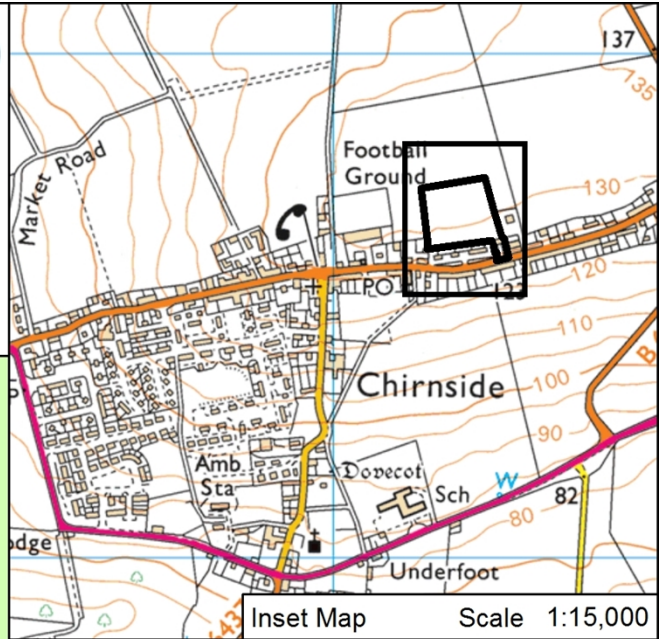 137
135
Football
Ground
Market Road
130
PO
120
110
Chirnside
100
90
Amb
Sta
Dovecot
Sch
W
82
80
odge
Underfoot
6437
Inset Map Scale 1:15,000